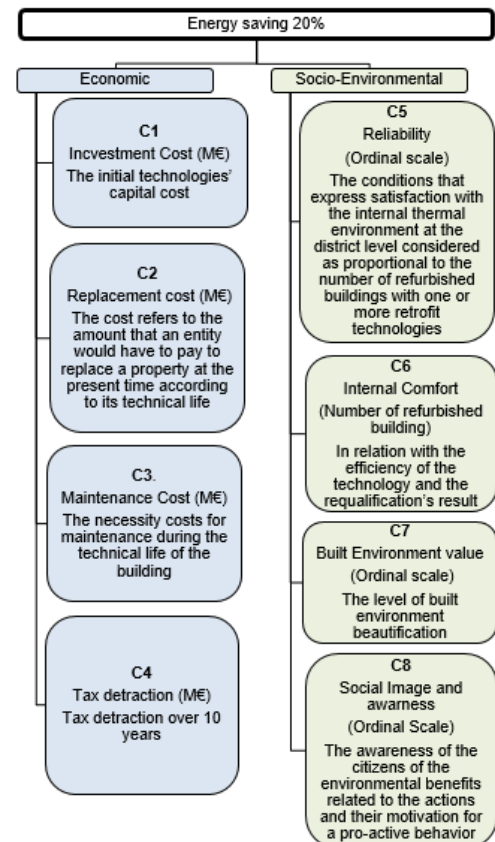 Energy saving 20%
Economic
C1
Incvestment Cost (M€)
The initial technologies'
capital cost
C2
Replacement cost (M€)
The cost refers to the
amount that an entity
would have to pay to
replace a property at the
present time according
to its technical life
C3.
Maintenance Cost (M€)
The necessity costs for
maintenance during the
technical life of the
building
C4
Tax detraction (M€)
Tax detraction over 10
years
Socio-Environmental
C5
Reliability
(Ordinal scale)
The conditions that
express satisfaction with
the internal thermal
environment at the
district level considered
as proportional to the
number of refurbished
buildings with one or
more retrofit
technologies
C6
Internal Comfort
(Number of refurbished
building)
In relation with the
efficiency of the
technology and the
requalification's result
C7
Built Environment value
(Ordinal scale)
The level of built
environment
beautification
C8
Social Image and
awarness
(Ordinal Scale)
The awareness of the
citizens of the
environmental benefits
related to the actions
and their motivation for
a pro-active behavior